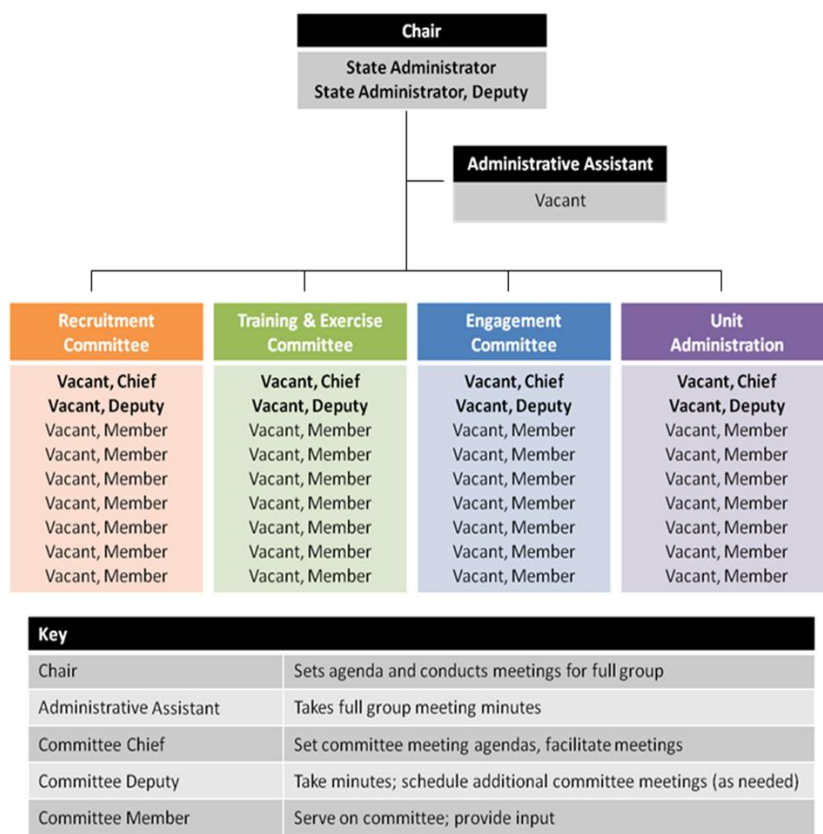 Chair
State Administrator
State Administrator, Deputy
Administrative Assistant
Vacant
Recruitment
Committee
Vacant, Chief
Vacant, Deputy
Vacant, Member
Vacant, Member
Vacant, Member
Vacant, Member
Vacant, Member
Vacant, Member
Vacant, Member
Training & Exercise
Committee
Vacant, Chief
Vacant, Deputy
Vacant, Member
Vacant, Member
Vacant, Member
Vacant, Member
Vacant, Member
Vacant, Member
Vacant, Member
Engagement
Committee
Vacant, Chief
Vacant, Deputy
Vacant, Member
Vacant, Member
Vacant, Member
Vacant, Member
Vacant, Member
Vacant, Member
Vacant, Member
Unit
Administration
Vacant, Chief
Vacant, Deputy
Vacant, Member
Vacant, Member
Vacant, Member
Vacant, Member
Vacant, Member
Vacant, Member
Vacant, Member
Key
Chair Sets agenda and conducts meetings for full group
Administrative Assistant Takes full group meeting minutes
Committee Chief Set committee meeting agendas, facilitate meetings
Committee Deputy Take minutes; schedule additional committee meetings (as needed)
Committee Member Serve on committee; provide input